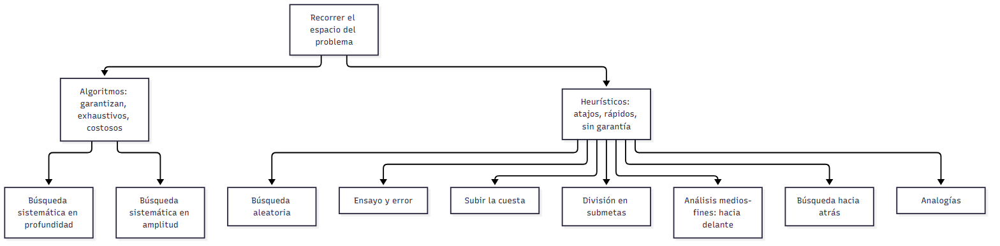 Recorrer el
espacio del
problema
Algoritmos:
garantizan,
exhaustivos,
costosos
Heurísticos:
atajos, rápidos,
sin garantía
Búsqueda
sistemática en
profundidad
Búsqueda
sistemática en
amplitud
Búsqueda
aleatoria
Ensayo y error
Subir la cuesta
División en
submetas
Análisis medios-
fines: hacia
delante
Búsqueda hacia
atrás
Analogías